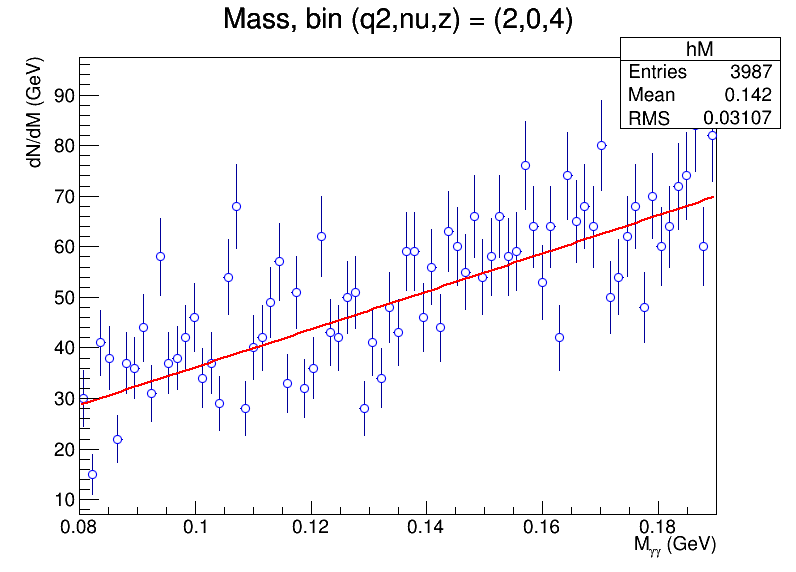 Mass, bin (q2,nu,z) = (2,0,4)
hM
Entries 3987
Mean 0.142
RMS 0.03107
dN/dM (GeV)
90
80
70
60
50
40
30
20
10
0.08 0.1 0.12 0.14 0.16 0.18
M_γγ (GeV)